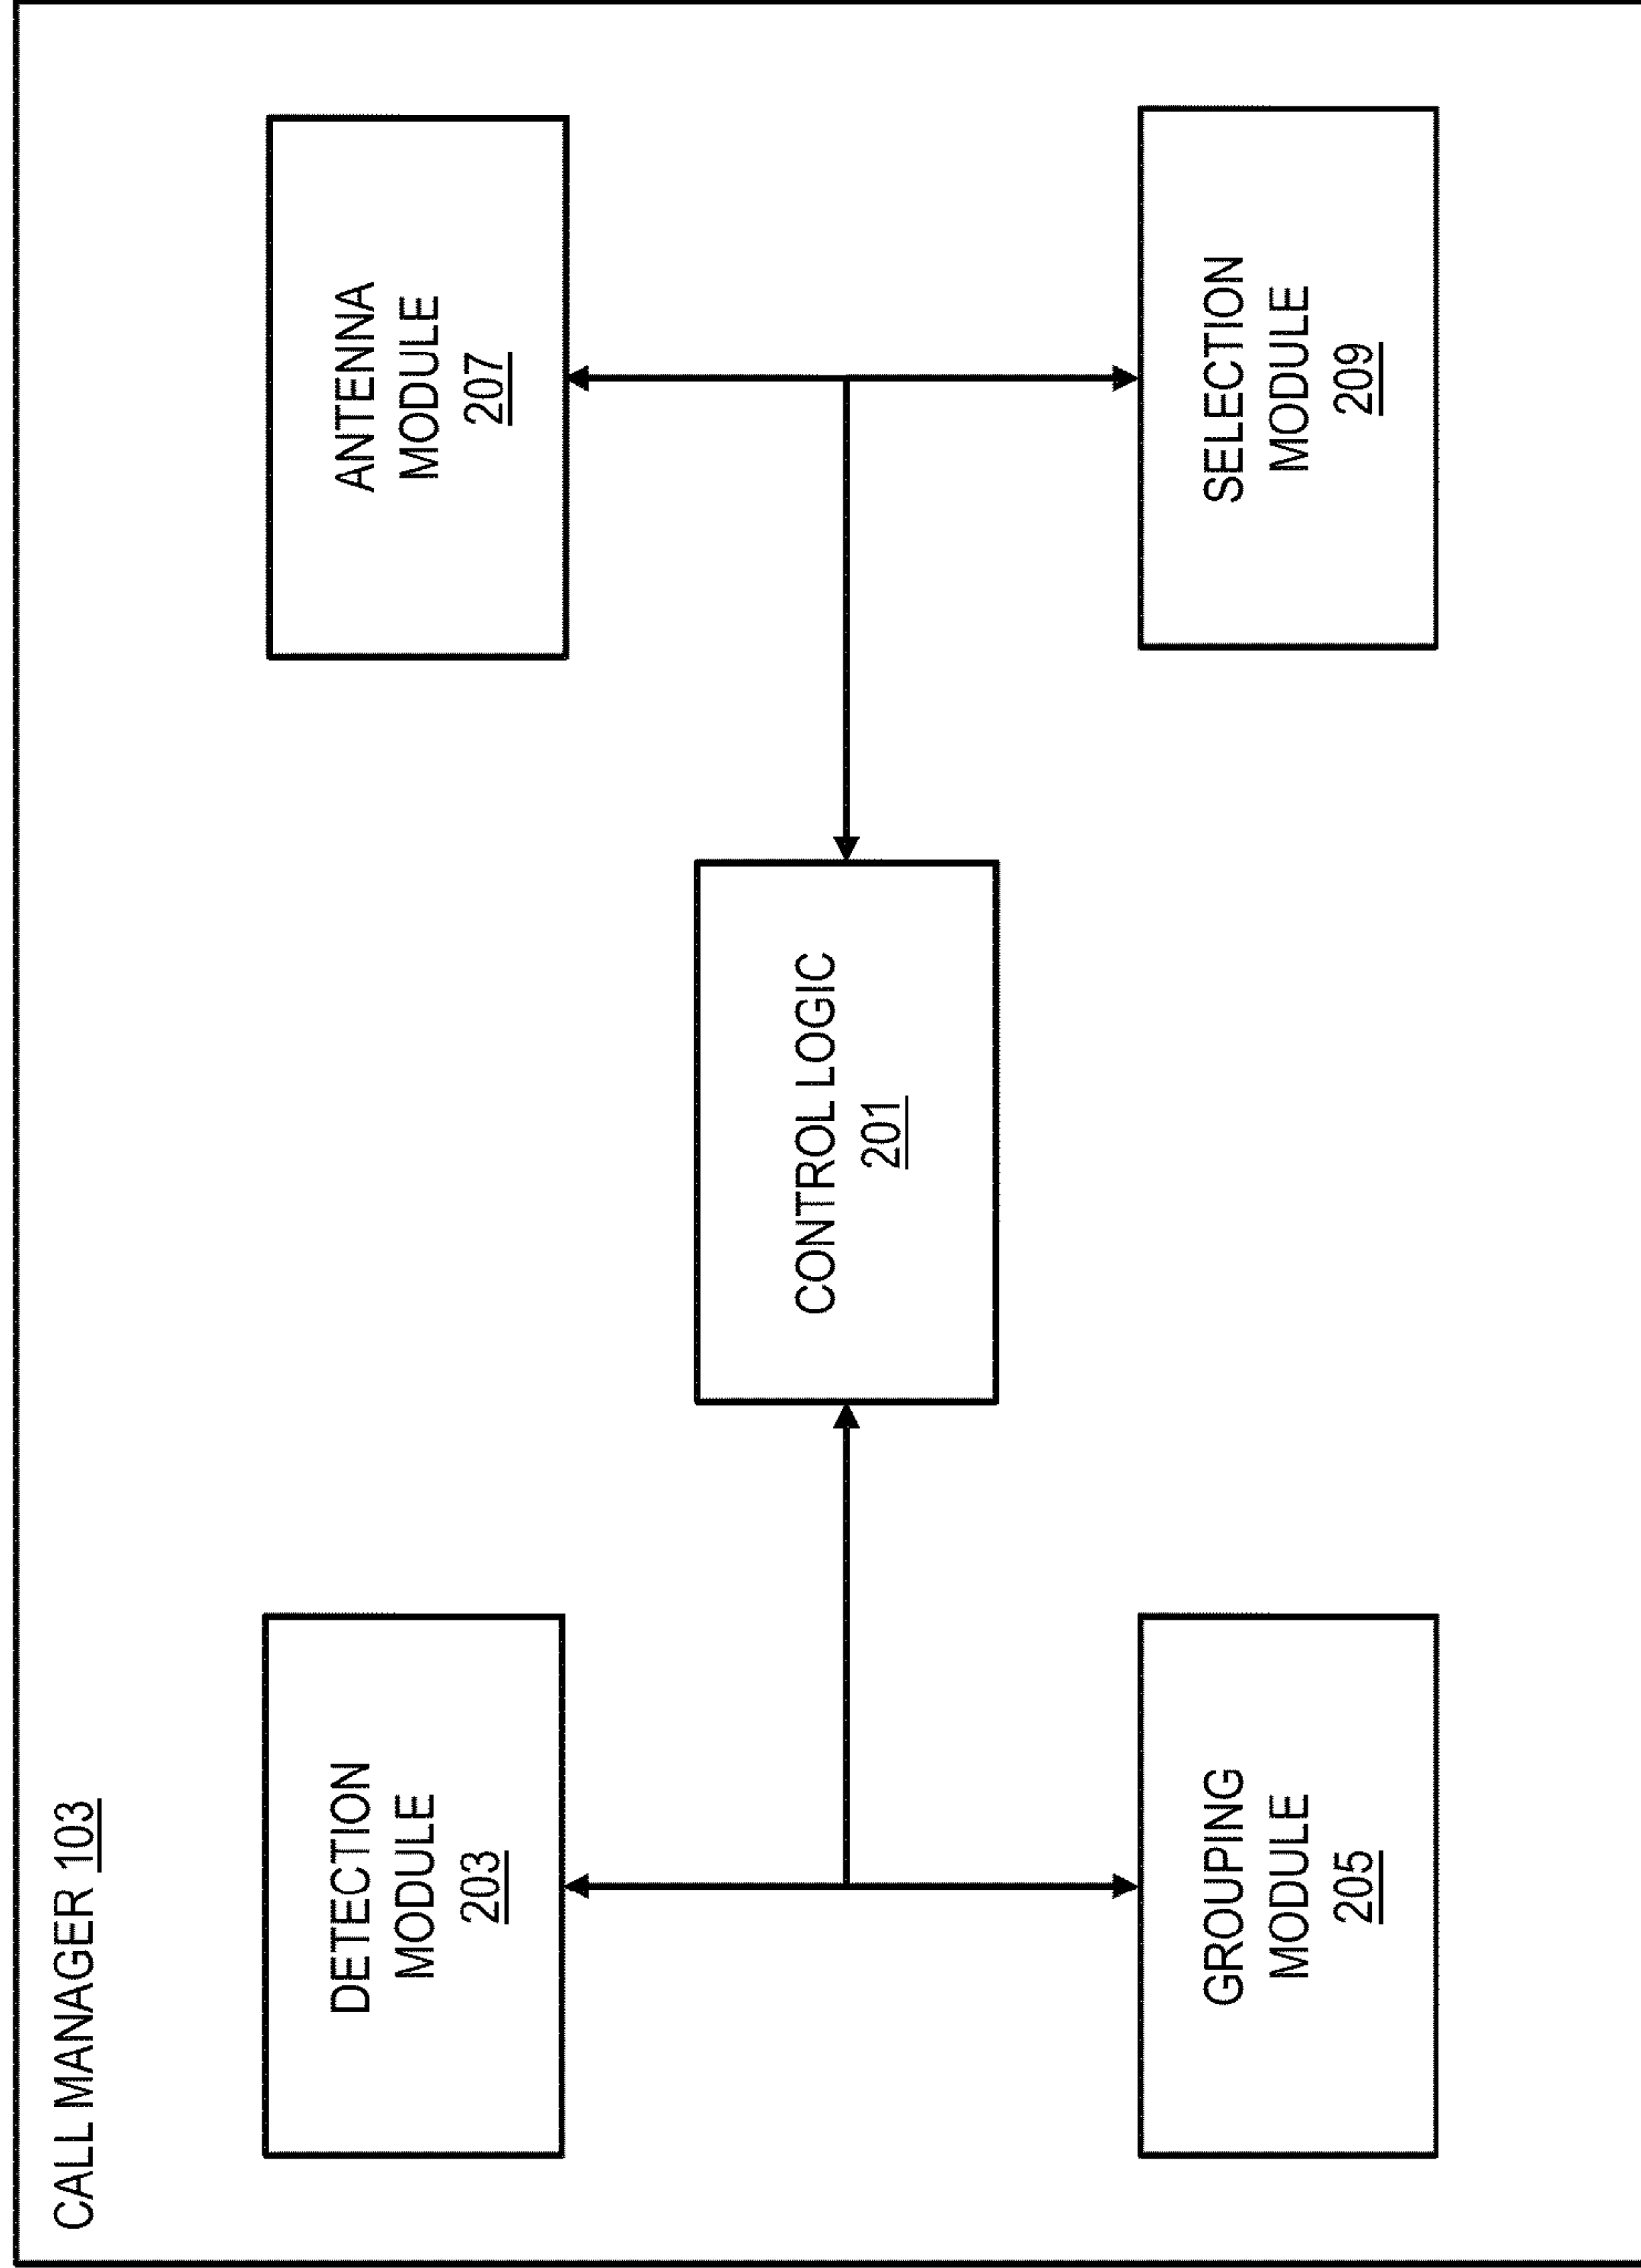 CALL MANAGER 103
DETECTION
MODULE
203
ANTENNA
MODULE
207
CONTROL LOGIC
201
GROUPING
MODULE
205
SELECTION
MODULE
209